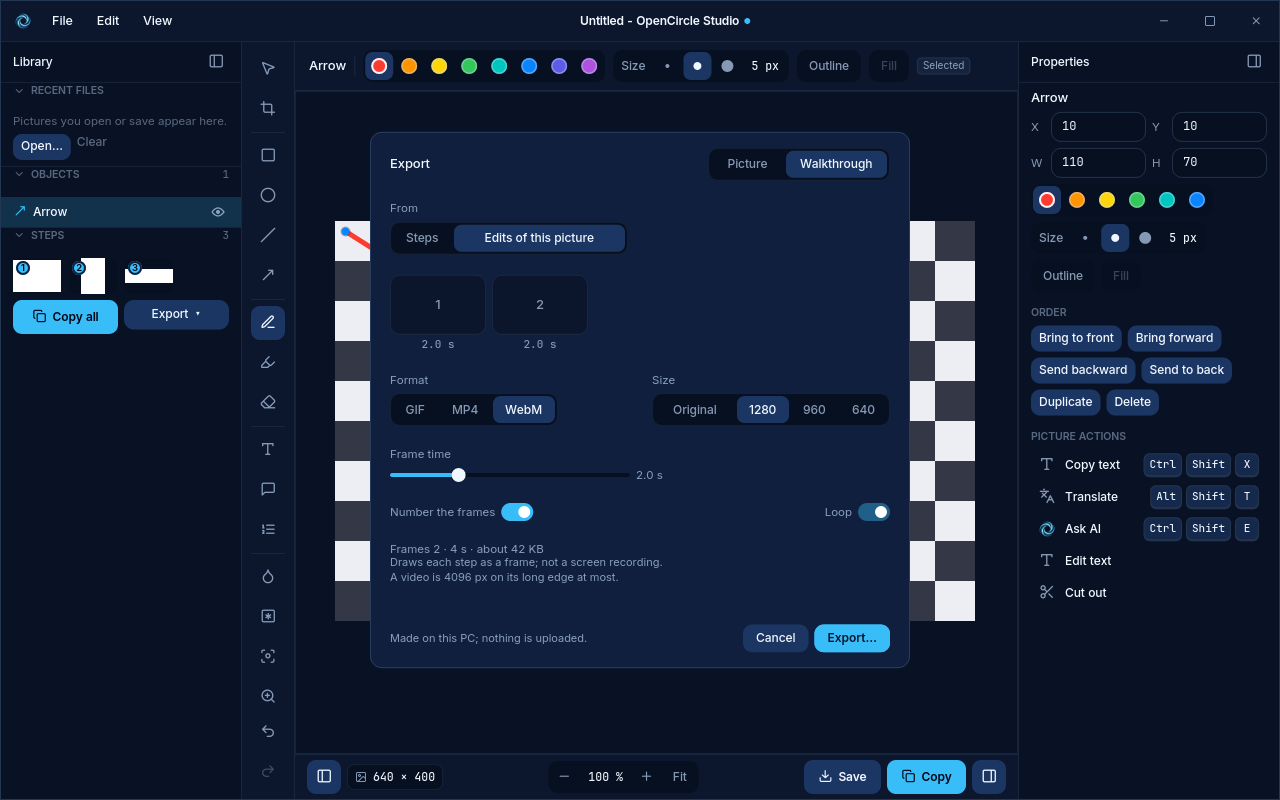 File Edit View
Untitled - OpenCircle Studio
Library
RECENT FILES
Pictures you open or save appear here.
Open... Clear
OBJECTS 1
Arrow
STEPS 3
1 2 3
Copy all Export
Arrow Size 5 px Outline Fill Selected
Export Picture Walkthrough
From
Steps Edits of this picture
1 2
2.0 s 2.0 s
Format Size
GIF MP4 WebM Original 1280 960 640
Frame time
2.0 s
Number the frames Loop
Frames 2 · 4 s · about 42 KB
Draws each step as a frame; not a screen recording.
A video is 4096 px on its long edge at most.
Made on this PC; nothing is uploaded. Cancel Export...
640 × 400 100 % Fit Save Copy
Properties
Arrow
X 10 Y 10
W 110 H 70
Size 5 px
Outline Fill
ORDER
Bring to front Bring forward
Send backward Send to back
Duplicate Delete
PICTURE ACTIONS
Copy text Ctrl Shift X
Translate Alt Shift T
Ask AI Ctrl Shift E
Edit text
Cut out